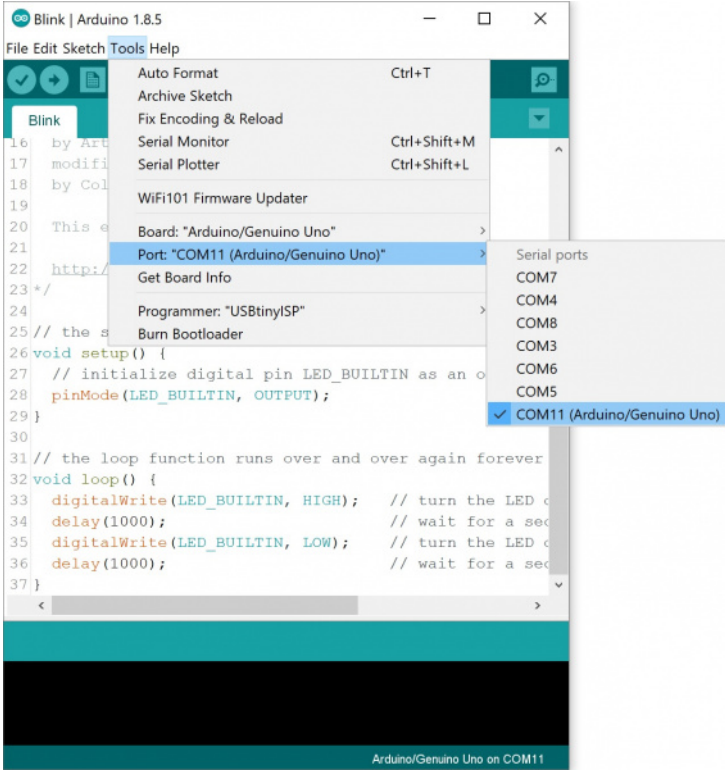 Blink | Arduino 1.8.5
File Edit Sketch Tools Help
Auto Format Ctrl+T
Archive Sketch
Fix Encoding & Reload
Serial Monitor Ctrl+Shift+M
Serial Plotter Ctrl+Shift+L
WiFi101 Firmware Updater
Board: "Arduino/Genuino Uno"
Port: "COM11 (Arduino/Genuino Uno)"
Get Board Info
Programmer: "USBtinyISP"
Burn Bootloader
Serial ports
COM7
COM4
COM8
COM3
COM6
COM5
COM11 (Arduino/Genuino Uno)
Blink
16 by Art
17 modifi
18 by Col
19
20 This e
21
22 http:/
23 */
24
25 // the s
26 void setup() {
27 // initialize digital pin LED_BUILTIN as an o
28 pinMode(LED_BUILTIN, OUTPUT);
29 }
30
31 // the loop function runs over and over again forever
32 void loop() {
33 digitalWrite(LED_BUILTIN, HIGH); // turn the LED
34 delay(1000); // wait for a sec
35 digitalWrite(LED_BUILTIN, LOW); // turn the LED
36 delay(1000); // wait for a sec
37 }
Arduino/Genuino Uno on COM11